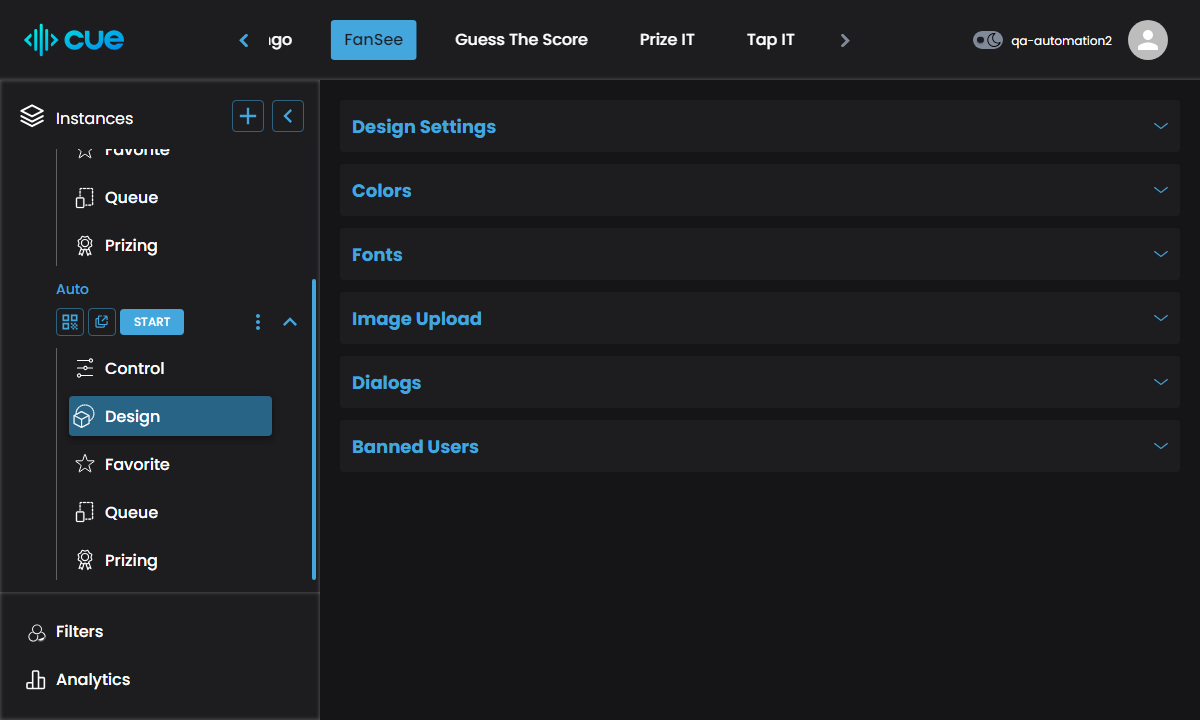 cue
ngo
FanSee
Guess The Score
Prize IT
Tap IT
qa-automation2
Instances
Favorite
Queue
Prizing
Auto
START
Control
Design
Favorite
Queue
Prizing
Filters
Analytics
Design Settings
Colors
Fonts
Image Upload
Dialogs
Banned Users